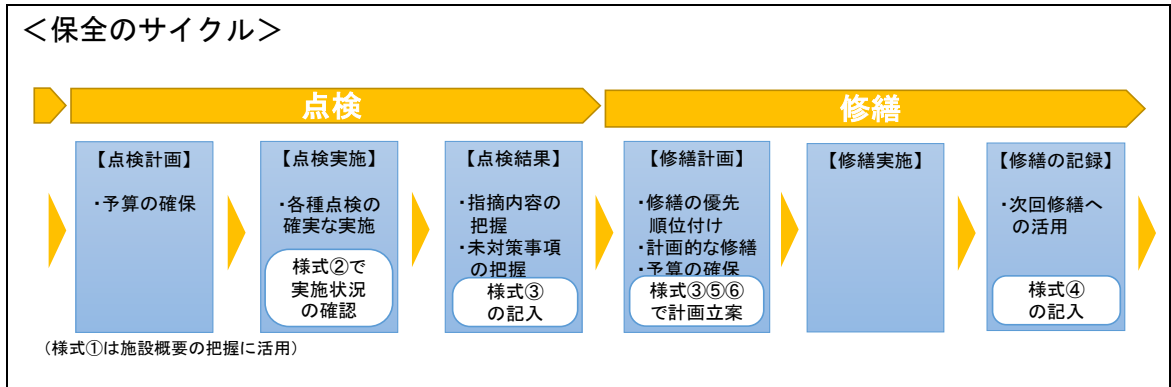 ＜保全のサイクル＞
点検
修繕
【点検計画】
・予算の確保
【点検実施】
・各種点検の
確実な実施
様式②で
実施状況
の確認
【点検結果】
・指摘内容の
把握
・未対策事項
の把握
様式③
の記入
【修繕計画】
・修繕の優先
順位付け
・計画的な修繕
・予算の確保
様式③⑤⑥
で計画立案
【修繕実施】
【修繕の記録】
・次回修繕へ
の活用
様式④
の記入
（様式①は施設概要の把握に活用）